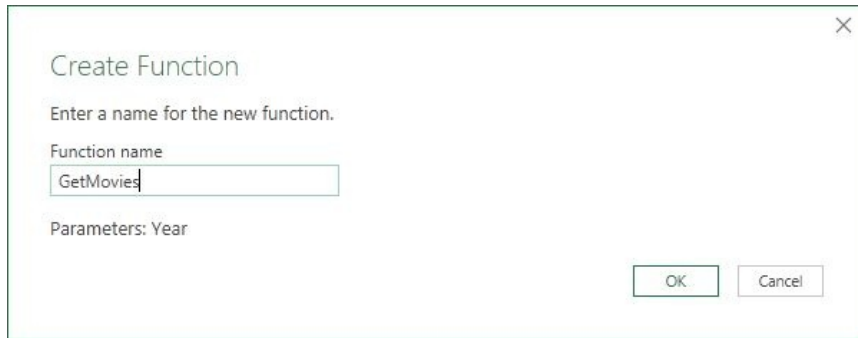 Create Function
Enter a name for the new function.
Function name
GetMovies
Parameters: Year
OK
Cancel